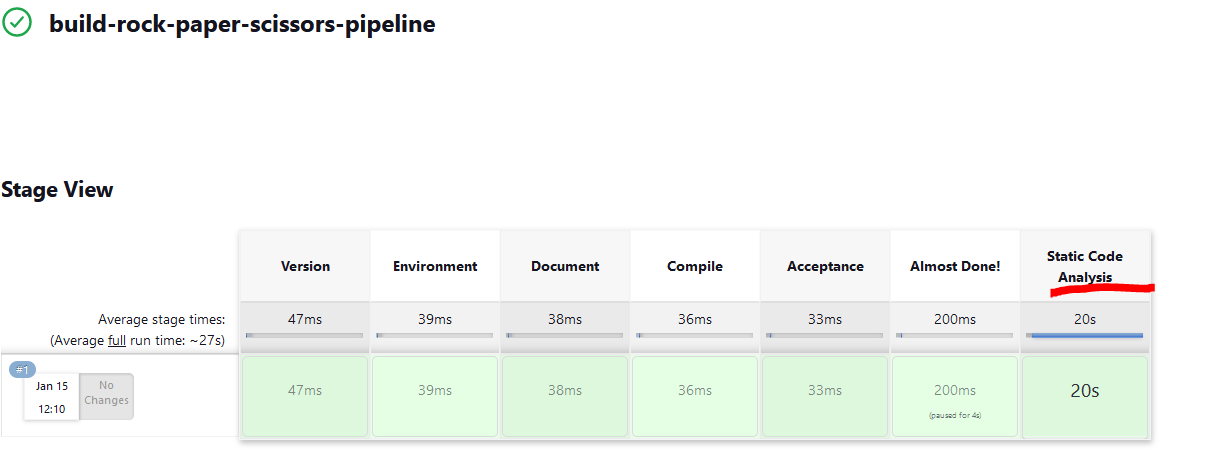 build-rock-paper-scissors-pipeline
Stage View
Version Environment Document Compile Acceptance Almost Done! Static Code
Analysis
Average stage times: 47ms 39ms 38ms 36ms 33ms 200ms 20s
(Average full run time: ~27s)
#1
Jan 15
12:10
No
Changes
47ms 39ms 38ms 36ms 33ms 200ms 20s
(paused for 4s)